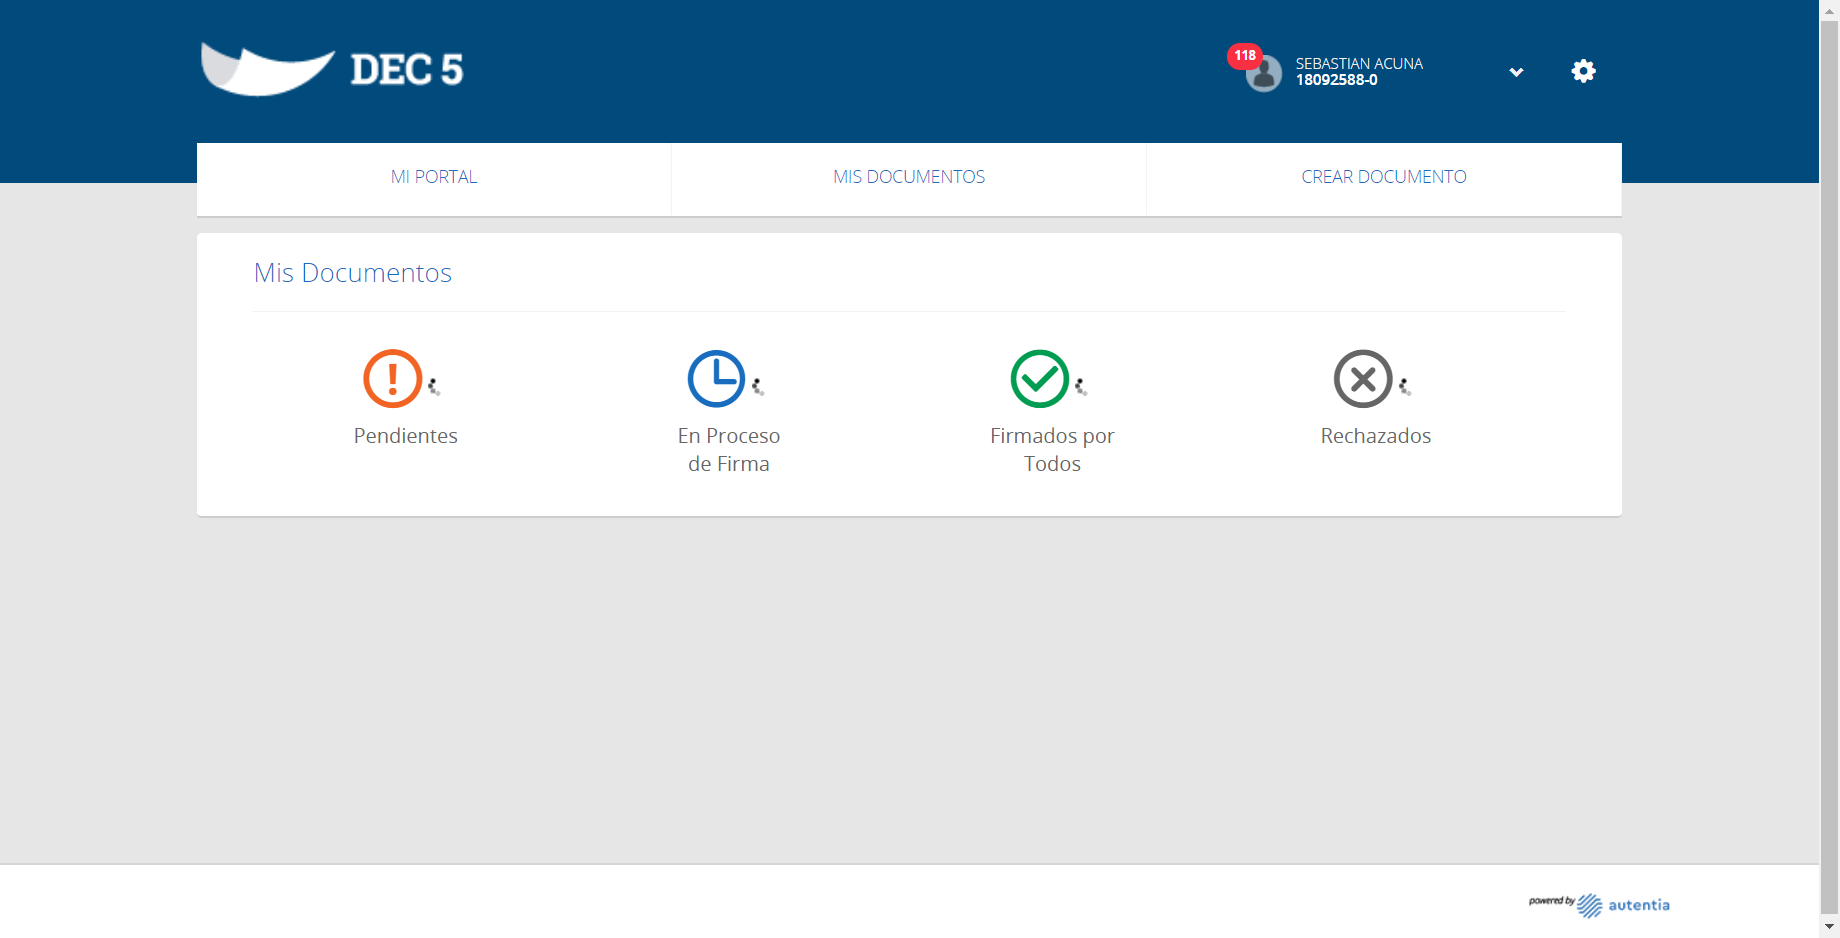 DEC 5
118
SEBASTIAN ACUNA
18092588-0
MI PORTAL
MIS DOCUMENTOS
CREAR DOCUMENTO
Mis Documentos
Pendientes
En Proceso
de Firma
Firmados por
Todos
Rechazados
powered by autentia